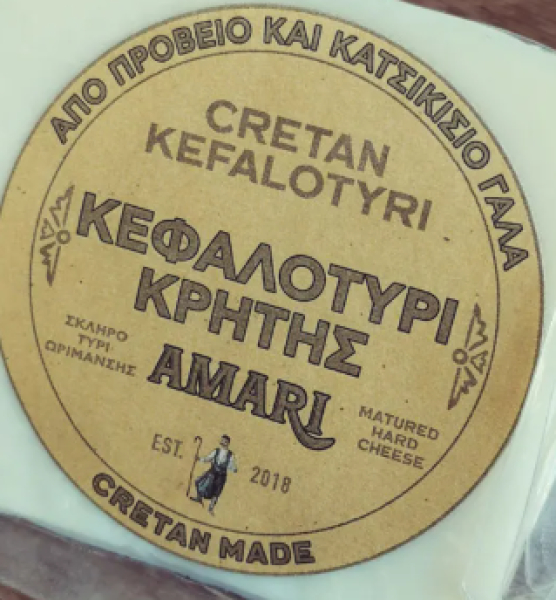 ΑΠΟ ΠΡΟΒΕΙΟ ΚΑΙ ΚΑΤΣΙΚΙΣΙΟ ΓΑΛΑ
CRETAN
KEFALOTYRI
ΚΕΦΑΛΟΤΥΡΙ
ΚΡΗΤΗΣ
ΣΚΛΗΡΟ
ΤΥΡΙ
ΩΡΙΜΑΝΣΗΣ
AMARI
MATURED
HARD
CHEESE
EST. 2018
CRETAN MADE